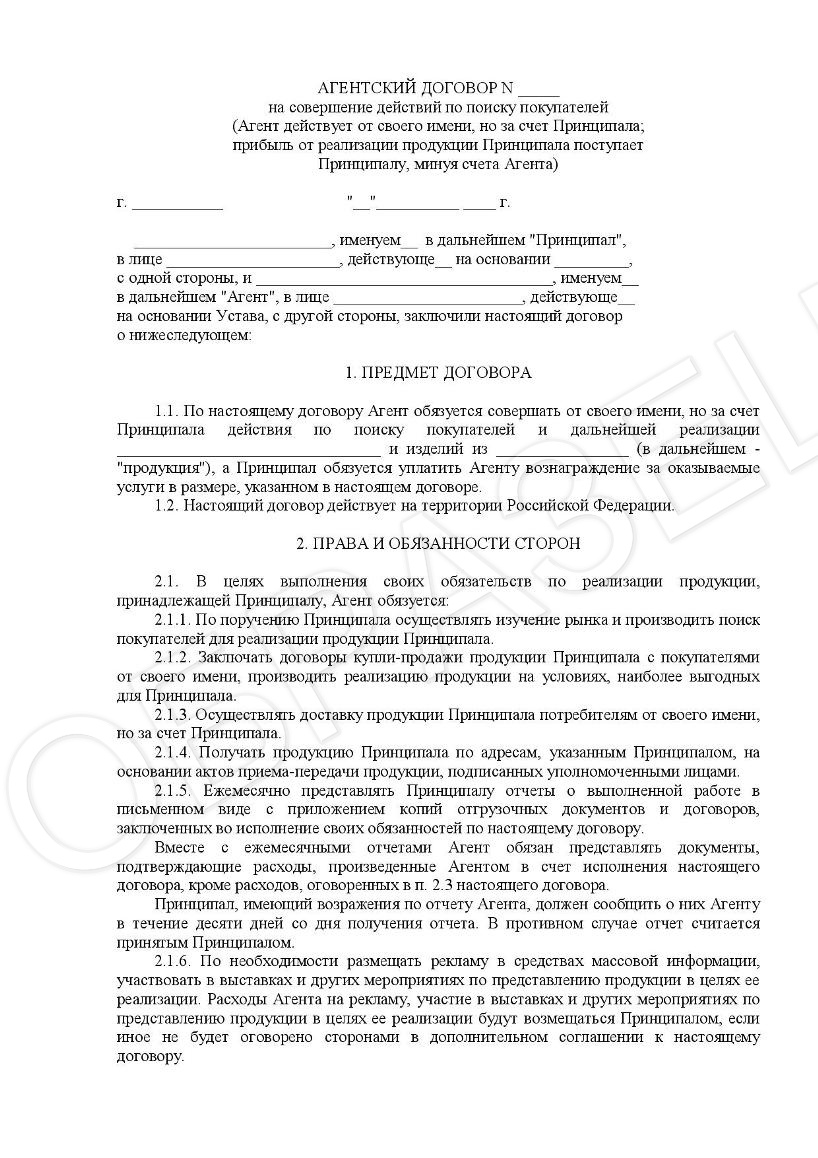 АГЕНТСКИЙ ДОГОВОР N _____
на совершение действий по поиску покупателей
(Агент действует от своего имени, но за счет Принципала;
прибыль от реализации продукции Принципала поступает
Принципалу, минуя счета Агента)
г. ___________ "__"__________ ____ г.
________________________, именуем__ в дальнейшем "Принципал",
в лице _____________________, действующе__ на основании _________,
с одной стороны, и ____________________________________, именуем__
в дальнейшем "Агент", в лице _______________________, действующе__
на основании Устава, с другой стороны, заключили настоящий договор
о нижеследующем:
1. ПРЕДМЕТ ДОГОВОРА
1.1. По настоящему договору Агент обязуется совершать от своего имени, но за счет
Принципала действия по поиску покупателей и дальнейшей реализации
________________________________ и изделий из ________________ (в дальнейшем -
"продукция"), а Принципал обязуется уплатить Агенту вознаграждение за оказываемые
услуги в размере, указанном в настоящем договоре.
1.2. Настоящий договор действует на территории Российской Федерации.
2. ПРАВА И ОБЯЗАННОСТИ СТОРОН
2.1. В целях выполнения своих обязательств по реализации продукции,
принадлежащей Принципалу, Агент обязуется:
2.1.1. По поручению Принципала осуществлять изучение рынка и производить поиск
покупателей для реализации продукции Принципала.
2.1.2. Заключать договоры купли-продажи продукции Принципала с покупателями
от своего имени, производить реализацию продукции на условиях, наиболее выгодных
для Принципала.
2.1.3. Осуществлять доставку продукции Принципала потребителям от своего имени,
но за счет Принципала.
2.1.4. Получать продукцию Принципала по адресам, указанным Принципалом, на
основании актов приема-передачи продукции, подписанных уполномоченными лицами.
2.1.5. Ежемесячно представлять Принципалу отчеты о выполненной работе в
письменном виде с приложением копий отгрузочных документов и договоров,
заключенных во исполнение своих обязанностей по настоящему договору.
Вместе с ежемесячными отчетами Агент обязан представлять документы,
подтверждающие расходы, произведенные Агентом в счет исполнения настоящего
договора, кроме расходов, оговоренных в п. 2.3 настоящего договора.
Принципал, имеющий возражения по отчету Агента, должен сообщить о них Агенту
в течение десяти дней со дня получения отчета. В противном случае отчет считается
принятым Принципалом.
2.1.6. По необходимости размещать рекламу в средствах массовой информации,
участвовать в выставках и других мероприятиях по представлению продукции в целях ее
реализации. Расходы Агента на рекламу, участие в выставках и других мероприятиях по
представлению продукции в целях ее реализации будут возмещаться Принципалом, если
иное не будет оговорено сторонами в дополнительном соглашении к настоящему
договору.
ОБРАЗЕЦ